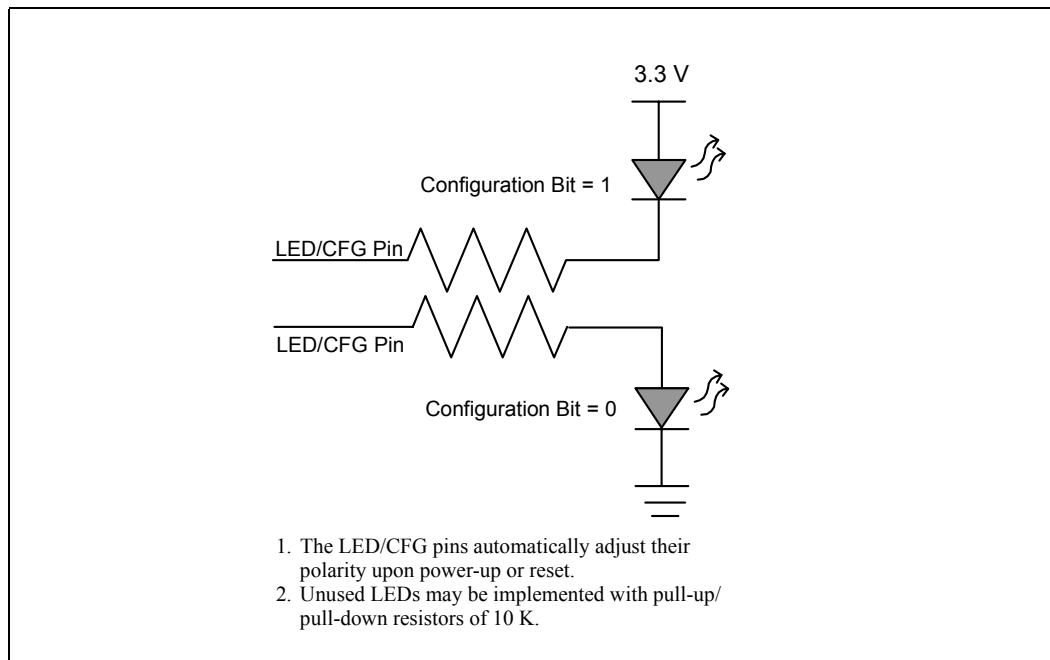 3.3 V
Configuration Bit = 1
LED/CFG Pin
LED/CFG Pin
Configuration Bit = 0
1. The LED/CFG pins automatically adjust their
polarity upon power-up or reset.
2. Unused LEDs may be implemented with pull-up/
pull-down resistors of 10 K.